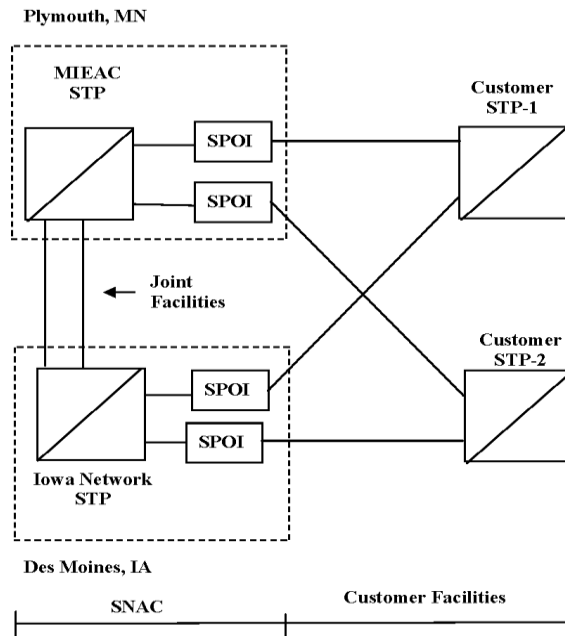 Plymouth, MN
MIEAC
STP
SPOI
SPOI
Customer
STP-1
Joint
Facilities
Customer
STP-2
SPOI
SPOI
Iowa Network
STP
Des Moines, IA
SNAC
Customer Facilities